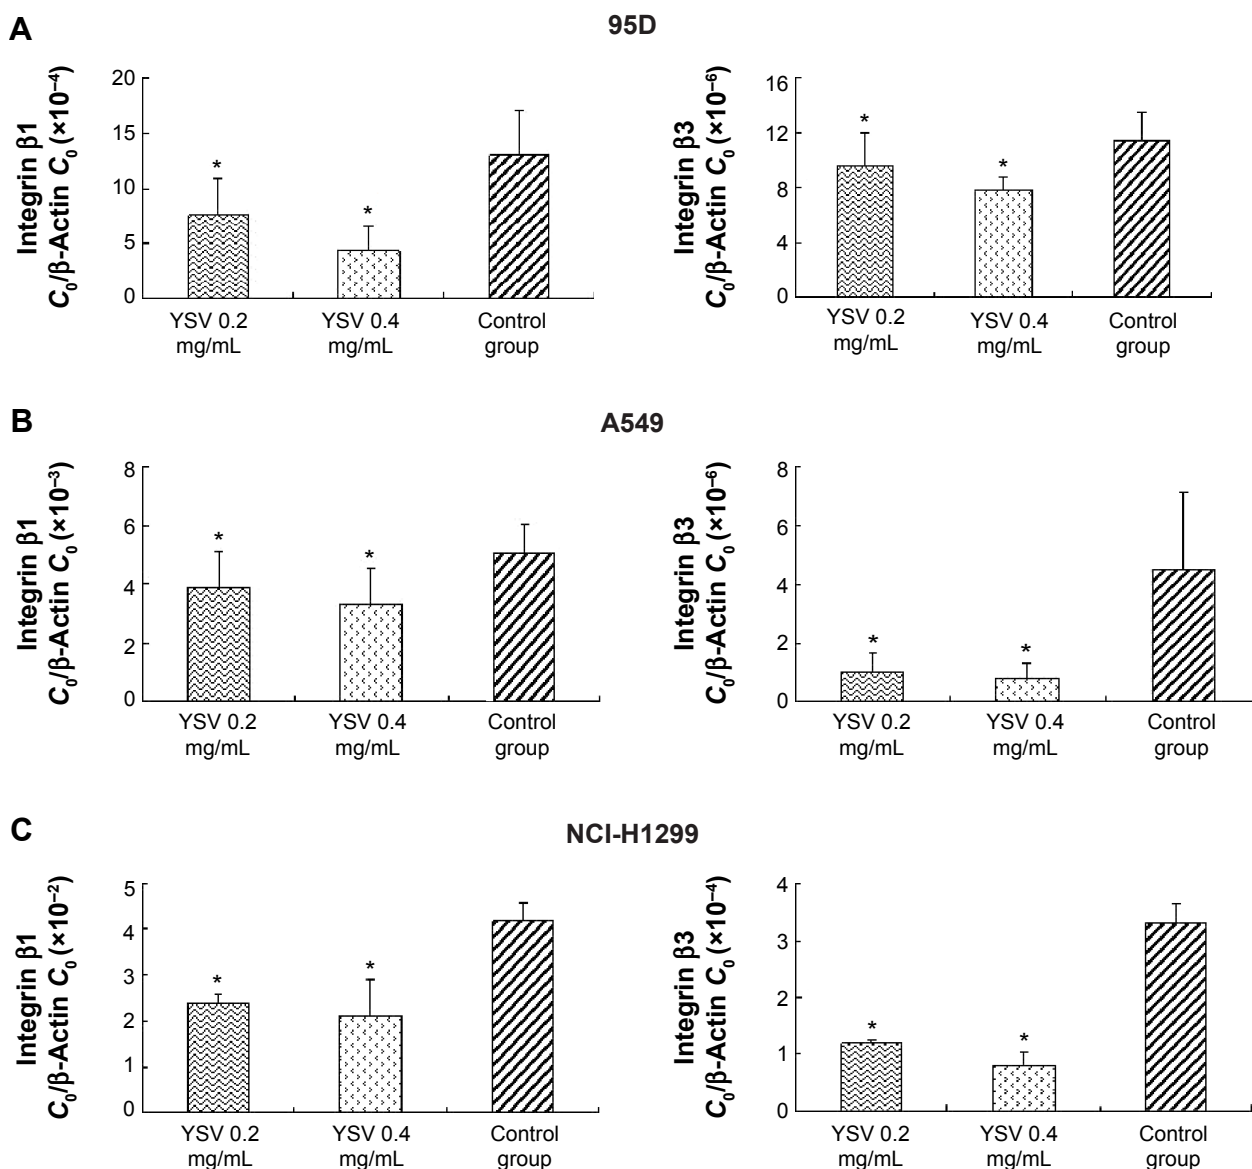 A
95D
Integrin β1
C₀/β-Actin C₀ (×10⁻⁴)
20
15
10
5
0
*
*
YSV 0.2
mg/mL
YSV 0.4
mg/mL
Control
group
Integrin β3
C₀/β-Actin C₀ (×10⁻⁶)
16
12
8
4
0
*
*
YSV 0.2
mg/mL
YSV 0.4
mg/mL
Control
group
B
A549
Integrin β1
C₀/β-Actin C₀ (×10⁻³)
8
6
4
2
0
*
*
YSV 0.2
mg/mL
YSV 0.4
mg/mL
Control
group
Integrin β3
C₀/β-Actin C₀ (×10⁻⁶)
8
6
4
2
0
*
*
YSV 0.2
mg/mL
YSV 0.4
mg/mL
Control
group
C
NCI-H1299
Integrin β1
C₀/β-Actin C₀ (×10⁻²)
5
4
3
2
1
0
*
*
YSV 0.2
mg/mL
YSV 0.4
mg/mL
Control
group
Integrin β3
C₀/β-Actin C₀ (×10⁻⁴)
4
3
2
1
0
*
*
YSV 0.2
mg/mL
YSV 0.4
mg/mL
Control
group